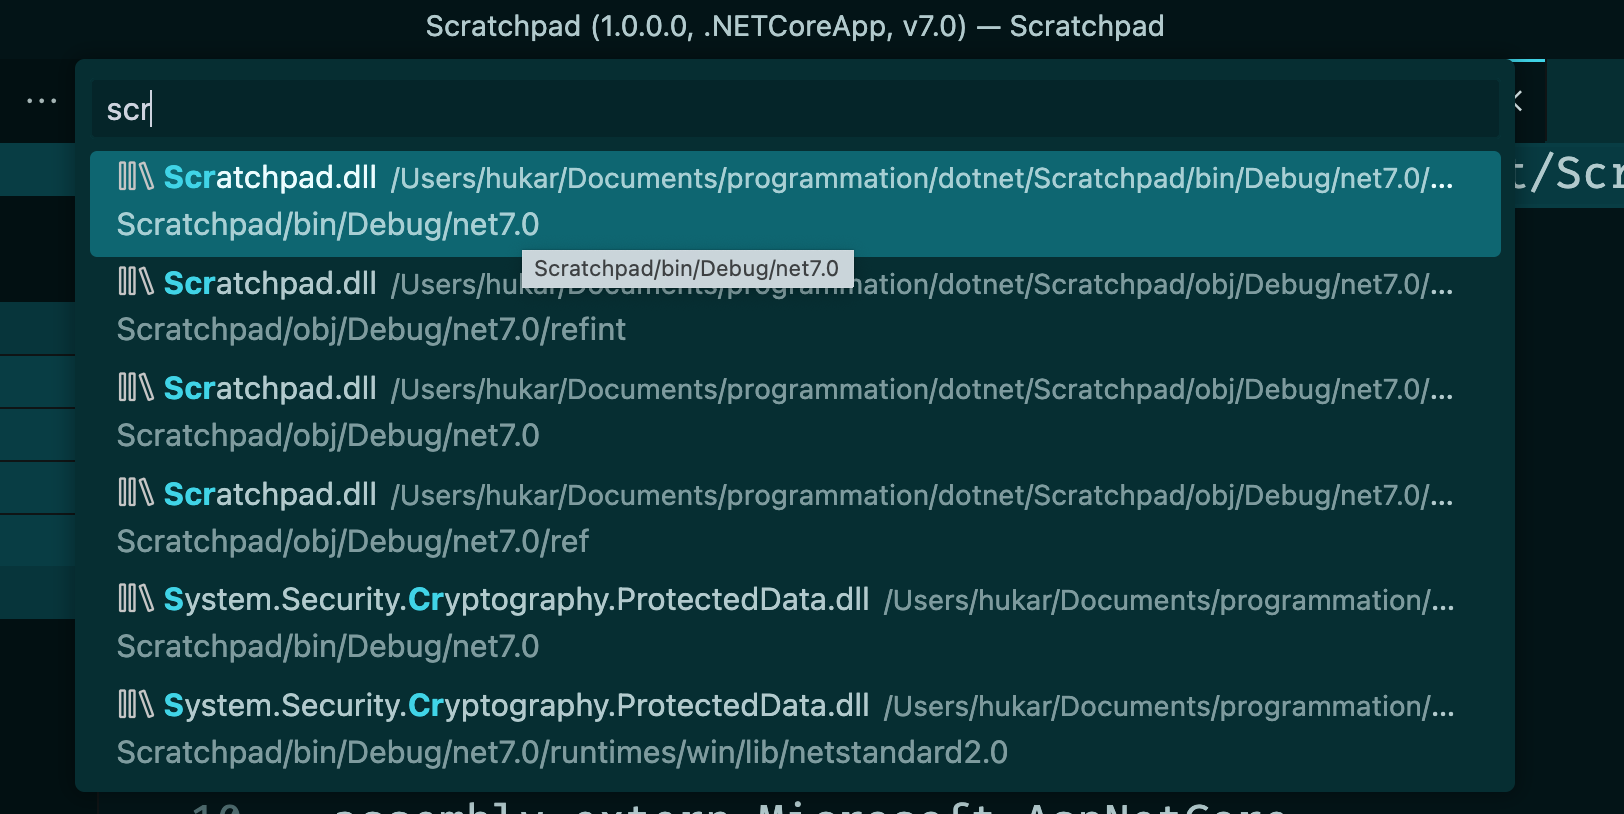 Scratchpad (1.0.0.0, .NETCoreApp, v7.0) — Scratchpad
...
scr
Scratchpad.dll /Users/hukar/Documents/programmation/dotnet/Scratchpad/bin/Debug/net7.0/...
t/Scr
Scratchpad/bin/Debug/net7.0
Scratchpad/bin/Debug/net7.0
Scratchpad.dll /Users/hukar/Documents/programmation/dotnet/Scratchpad/obj/Debug/net7.0/...
Scratchpad/obj/Debug/net7.0/refint
Scratchpad.dll /Users/hukar/Documents/programmation/dotnet/Scratchpad/obj/Debug/net7.0/...
Scratchpad/obj/Debug/net7.0
Scratchpad.dll /Users/hukar/Documents/programmation/dotnet/Scratchpad/obj/Debug/net7.0/...
Scratchpad/obj/Debug/net7.0/ref
System.Security.Cryptography.ProtectedData.dll /Users/hukar/Documents/programmation/...
Scratchpad/bin/Debug/net7.0
System.Security.Cryptography.ProtectedData.dll /Users/hukar/Documents/programmation/...
Scratchpad/bin/Debug/net7.0/runtimes/win/lib/netstandard2.0
10 assembly extern Microsoft.AspNetCore